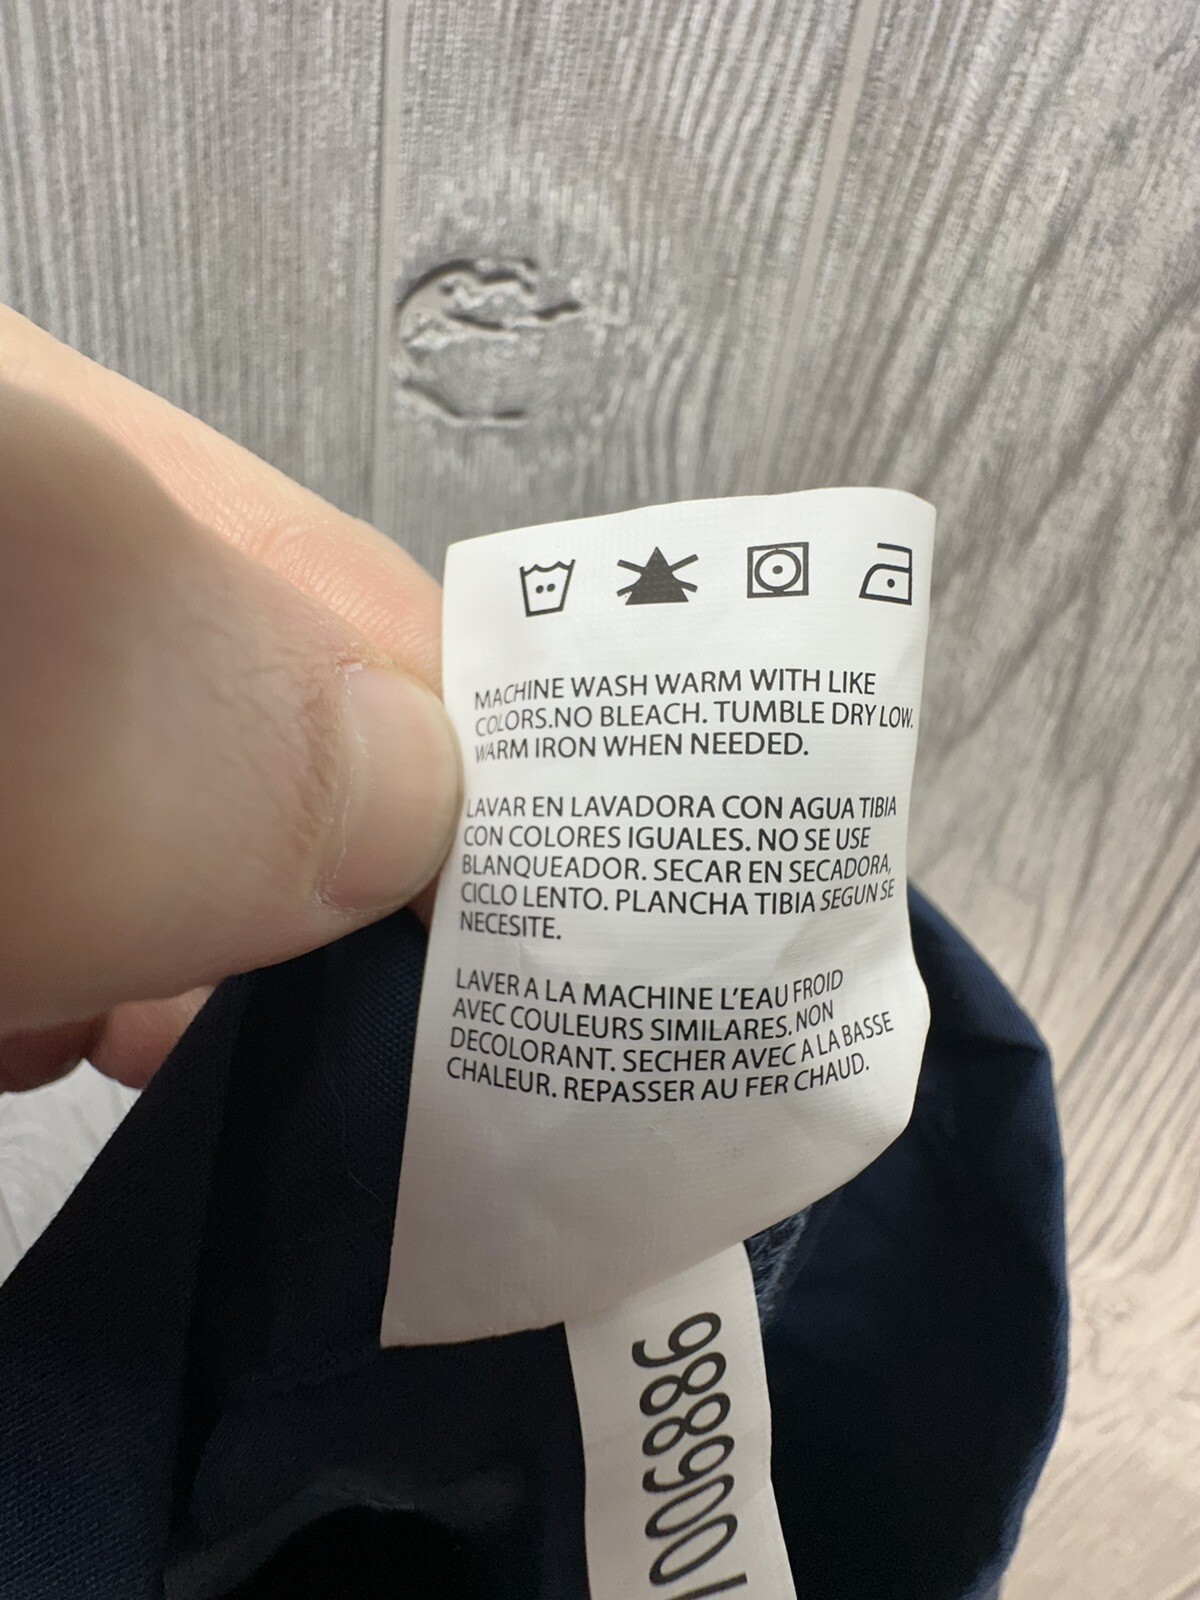 MACHINE WASH WARM WITH LIKE
COLORS.NO BLEACH. TUMBLE DRY LOW.
WARM IRON WHEN NEEDED.
LAVAR EN LAVADORA CON AGUA TIBIA
CON COLORES IGUALES. NO SE USE
BLANQUEADOR. SECAR EN SECADORA,
CICLO LENTO. PLANCHA TIBIA SEGUN SE
NECESITE.
LAVER A LA MACHINE L'EAU FROID
AVEC COULEURS SIMILARES. NON
DECOLORANT. SECHER AVEC A LA BASSE
CHALEUR. REPASSER AU FER CHAUD.